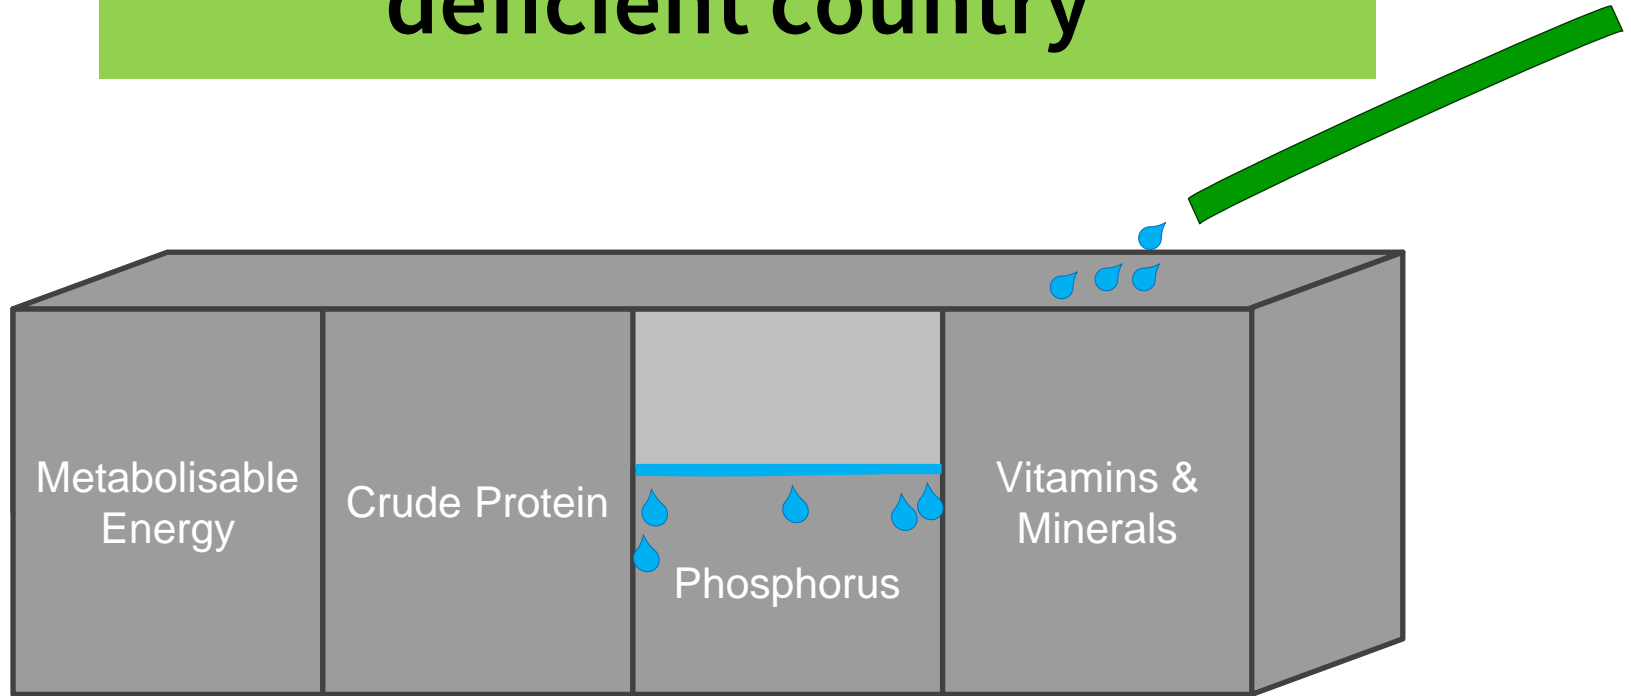 deficient country
Metabolisable
Energy
Crude Protein
Phosphorus
Vitamins &
Minerals